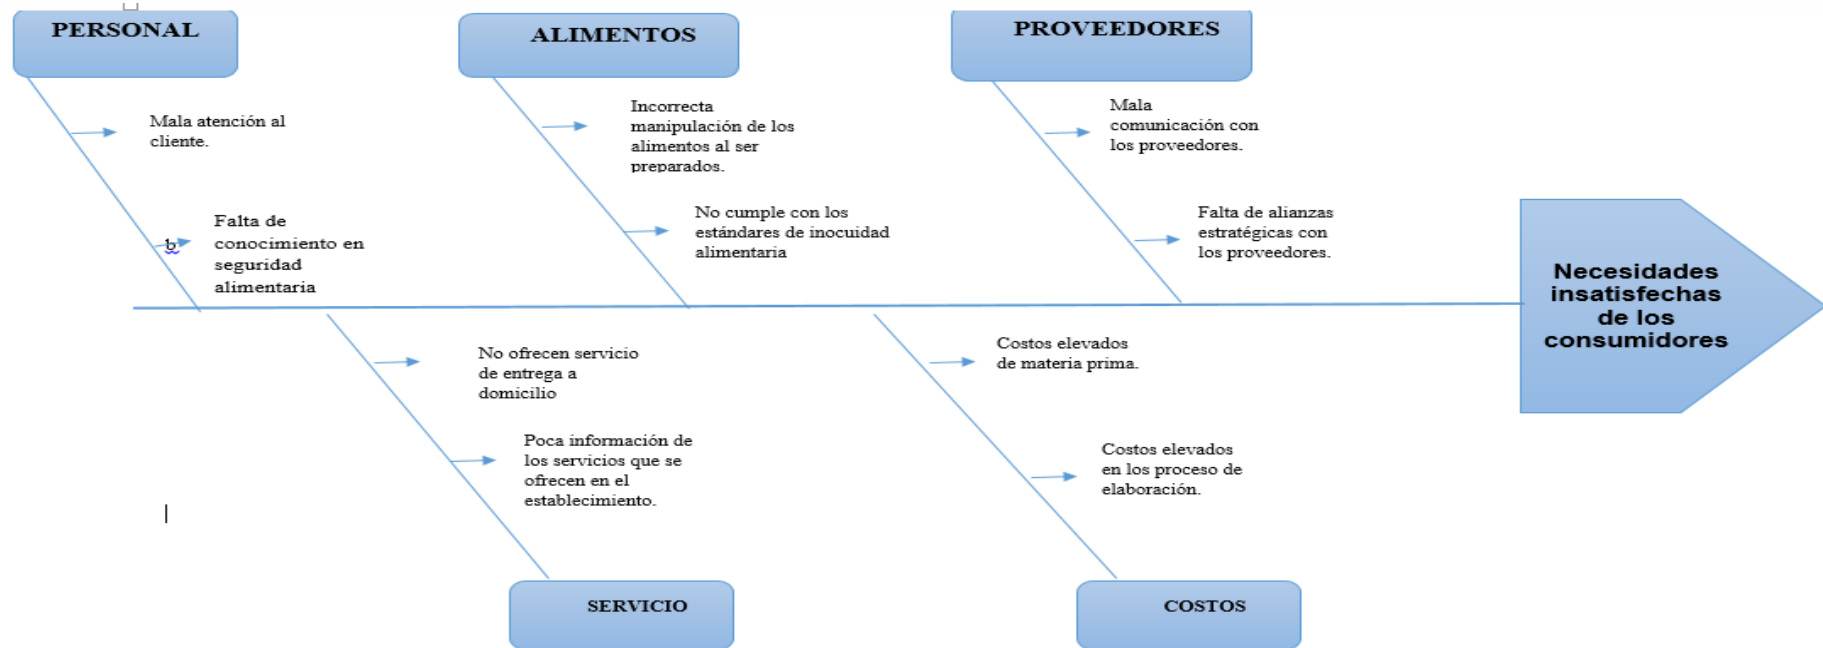 PERSONAL
ALIMENTOS
PROVEEDORES
Mala atención al
cliente.
b
Falta de
conocimiento en
seguridad
alimentaria
Incorrecta
manipulación de los
alimentos al ser
preparados.
No cumple con los
estándares de inocuidad
alimentaria
Mala
comunicación con
los proveedores.
Falta de alianzas
estratégicas con
los proveedores.
Necesidades
insatisfechas
de los
consumidores
No ofrecen servicio
de entrega a
domicilio
Poca información de
los servicios que se
ofrecen en el
establecimiento.
Costos elevados
de materia prima.
Costos elevados
en los proceso de
elaboración.
SERVICIO
COSTOS